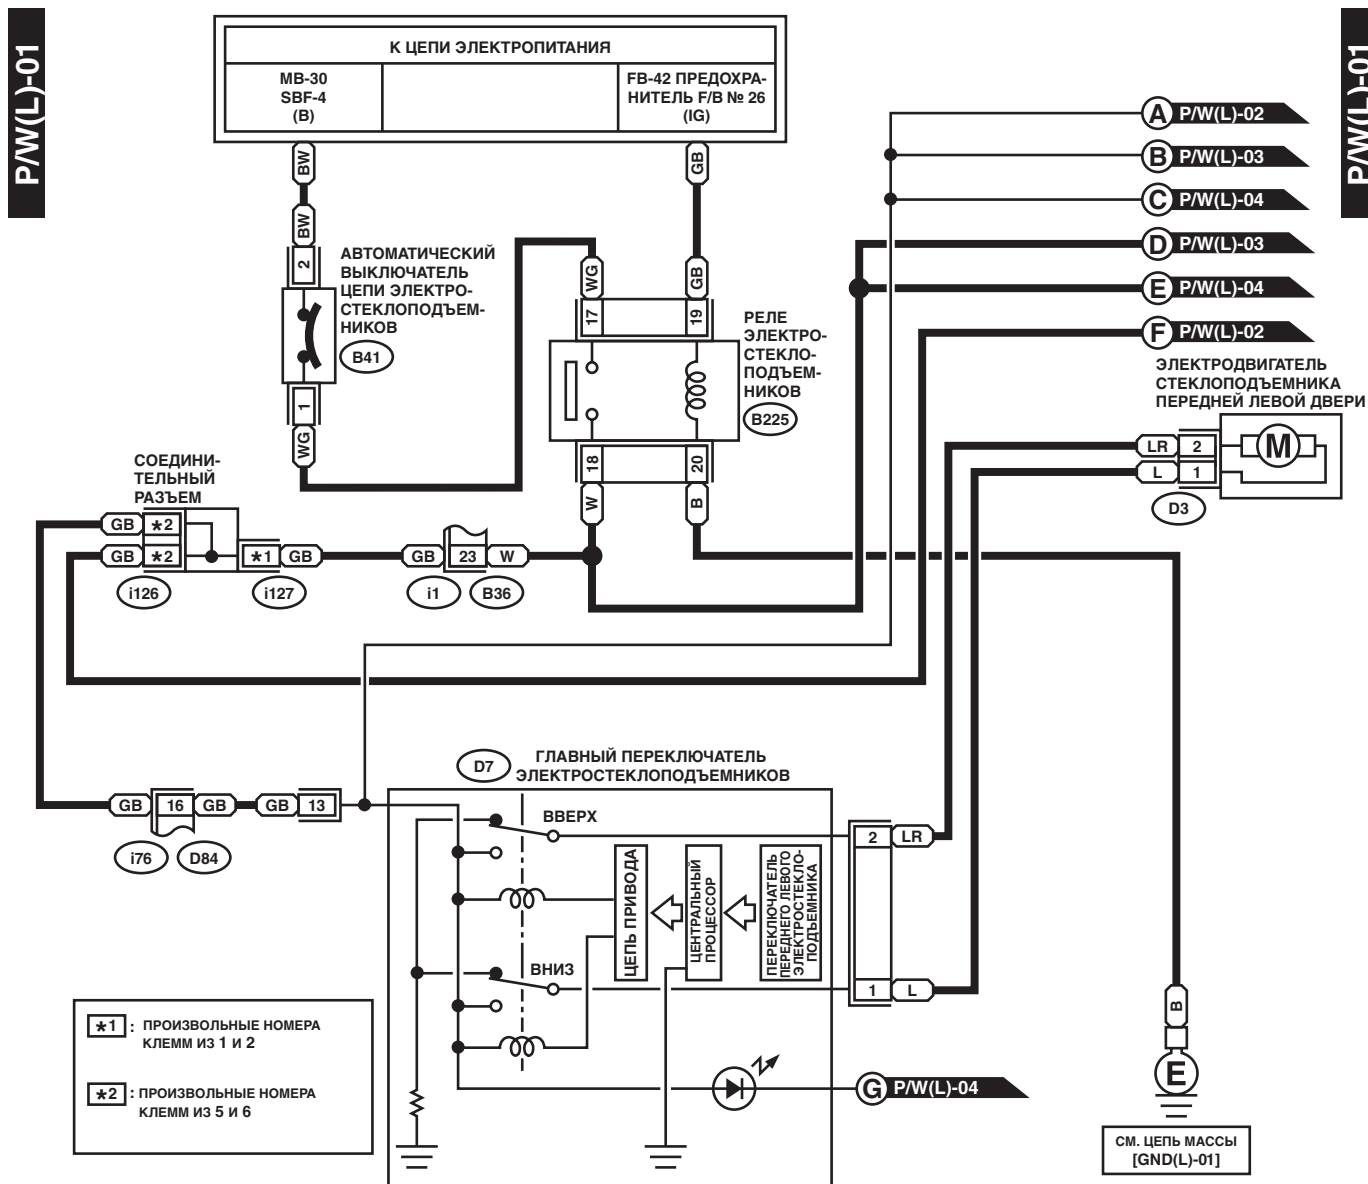 P/W(L)-01
P/W(L)-01
К ЦЕПИ ЭЛЕКТРОПИТАНИЯ
MB-30
SBF-4
(B)
FB-42 ПРЕДОХРА-
НИТЕЛЬ F/B № 26
(IG)
BW
GB
BW
2
АВТОМАТИЧЕСКИЙ
ВЫКЛЮЧАТЕЛЬ
ЦЕПИ ЭЛЕКТРО-
СТЕКЛОПОДЪЕМ-
НИКОВ
B41
1
WG
WG
GB
17
19
РЕЛЕ
ЭЛЕКТРО-
СТЕКЛО-
ПОДЪЕМ-
НИКОВ
B225
18
20
W
B
A P/W(L)-02
B P/W(L)-03
C P/W(L)-04
D P/W(L)-03
E P/W(L)-04
F P/W(L)-02
ЭЛЕКТРОДВИГАТЕЛЬ
СТЕКЛОПОДЪЕМНИКА
ПЕРЕДНЕЙ ЛЕВОЙ ДВЕРИ
LR 2 M
L 1
D3
СОЕДИНИ-
ТЕЛЬНЫЙ
РАЗЪЕМ
GB *2
GB *2 *1 GB GB 23 W
i126 i127 i1 B36
D7
ГЛАВНЫЙ ПЕРЕКЛЮЧАТЕЛЬ
ЭЛЕКТРОСТЕКЛОПОДЪЕМНИКОВ
GB 16 GB GB 13
i76 D84
ВВЕРХ
2 LR
ЦЕПЬ ПРИВОДА
ЦЕНТРАЛЬНЫЙ
ПРОЦЕССОР
ПЕРЕКЛЮЧАТЕЛЬ
ПЕРЕДНЕГО ЛЕВОГО
ЭЛЕКТРОСТЕКЛО-
ПОДЪЕМНИКА
ВНИЗ
1 L
G P/W(L)-04
*1 : ПРОИЗВОЛЬНЫЕ НОМЕРА
КЛЕММ ИЗ 1 И 2
*2 : ПРОИЗВОЛЬНЫЕ НОМЕРА
КЛЕММ ИЗ 5 И 6
B
E
СМ. ЦЕПЬ МАССЫ
[GND(L)-01]